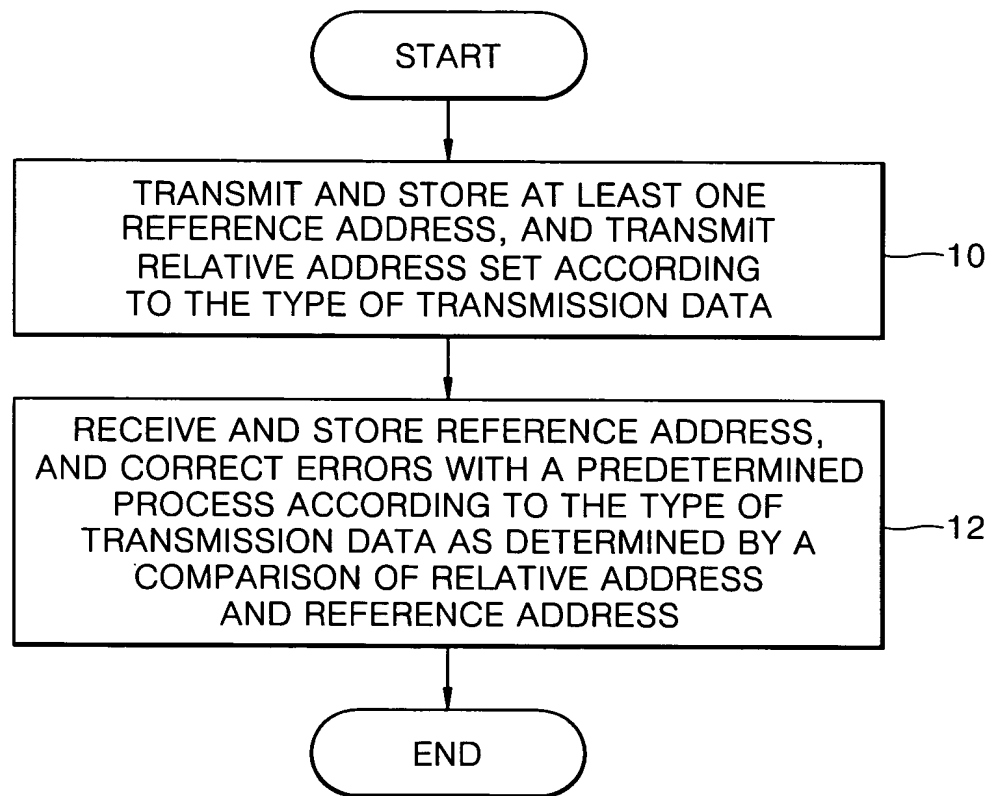 START
TRANSMIT AND STORE AT LEAST ONE
REFERENCE ADDRESS, AND TRANSMIT
RELATIVE ADDRESS SET ACCORDING
TO THE TYPE OF TRANSMISSION DATA
10
RECEIVE AND STORE REFERENCE ADDRESS,
AND CORRECT ERRORS WITH A PREDETERMINED
PROCESS ACCORDING TO THE TYPE OF
TRANSMISSION DATA AS DETERMINED BY A
COMPARISON OF RELATIVE ADDRESS
AND REFERENCE ADDRESS
12
END